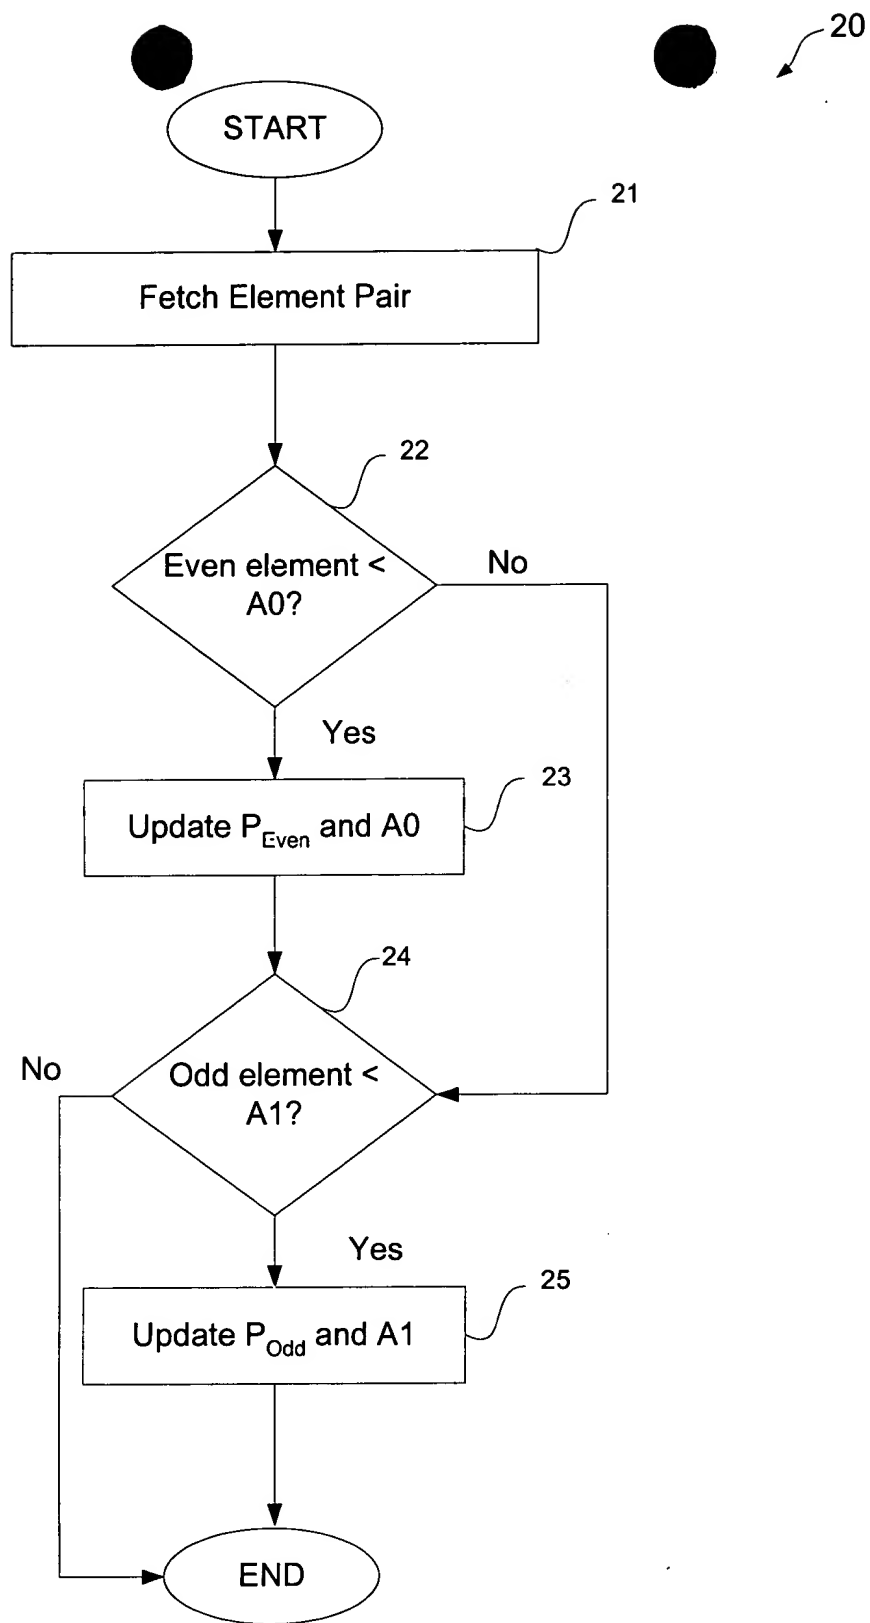 20
START
21
Fetch Element Pair
22
Even element <
A0?
No
Yes
23
Update P_Even and A0
24
No
Odd element <
A1?
Yes
25
Update P_Odd and A1
END